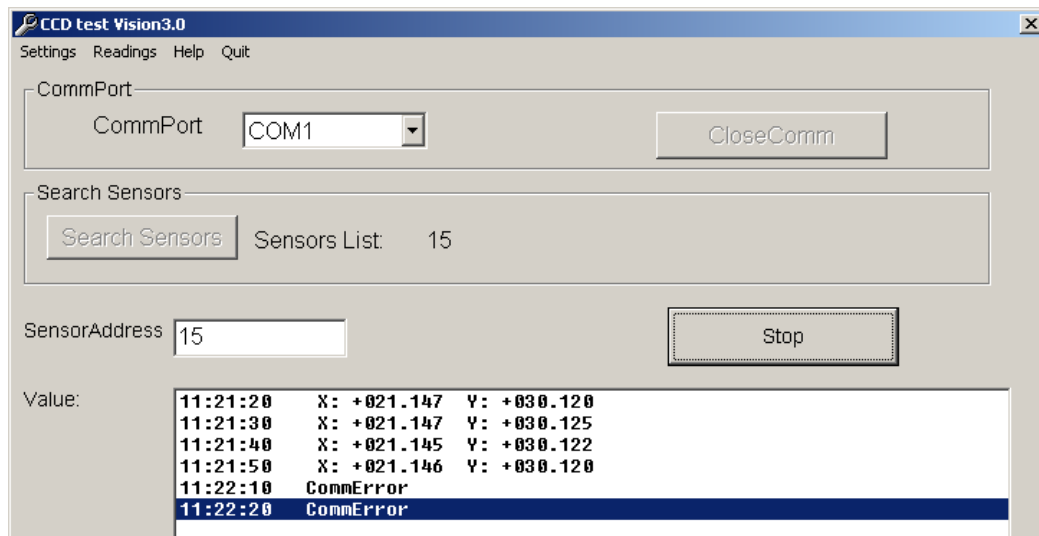 CCD test Vision3.0
Settings Readings Help Quit
CommPort
CommPort COM1 CloseComm
Search Sensors
Search Sensors Sensors List: 15
SensorAddress 15 Stop
Value:
11:21:20 X: +021.147 Y: +030.120
11:21:30 X: +021.147 Y: +030.125
11:21:40 X: +021.145 Y: +030.122
11:21:50 X: +021.146 Y: +030.120
11:22:10 CommError
11:22:20 CommError